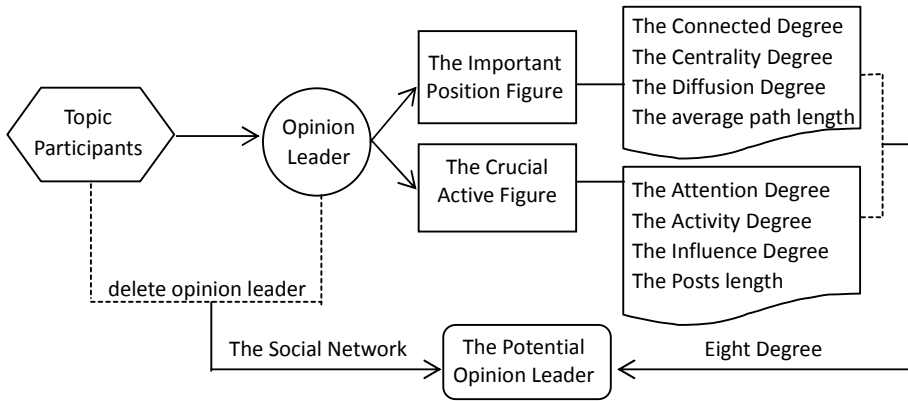 Topic
Participants
Opinion
Leader
The Important
Position Figure
The Crucial
Active Figure
The Connected Degree
The Centrality Degree
The Diffusion Degree
The average path length
The Attention Degree
The Activity Degree
The Influence Degree
The Posts length
delete opinion leader
The Social Network
The Potential
Opinion Leader
Eight Degree